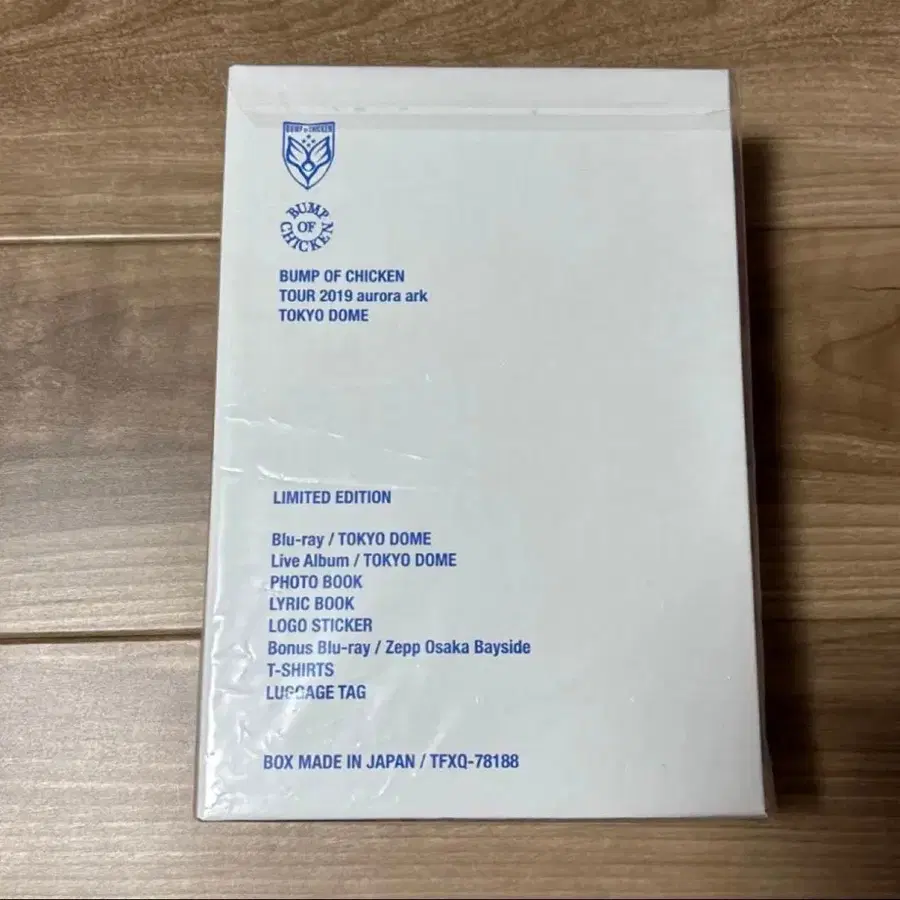 BUMP OF CHICKEN
BUMP
OF
CHICKEN
BUMP OF CHICKEN
TOUR 2019 aurora ark
TOKYO DOME
LIMITED EDITION
Blu-ray / TOKYO DOME
Live Album / TOKYO DOME
PHOTO BOOK
LYRIC BOOK
LOGO STICKER
Bonus Blu-ray / Zepp Osaka Bayside
T-SHIRTS
LUGGAGE TAG
BOX MADE IN JAPAN / TFXQ-78188